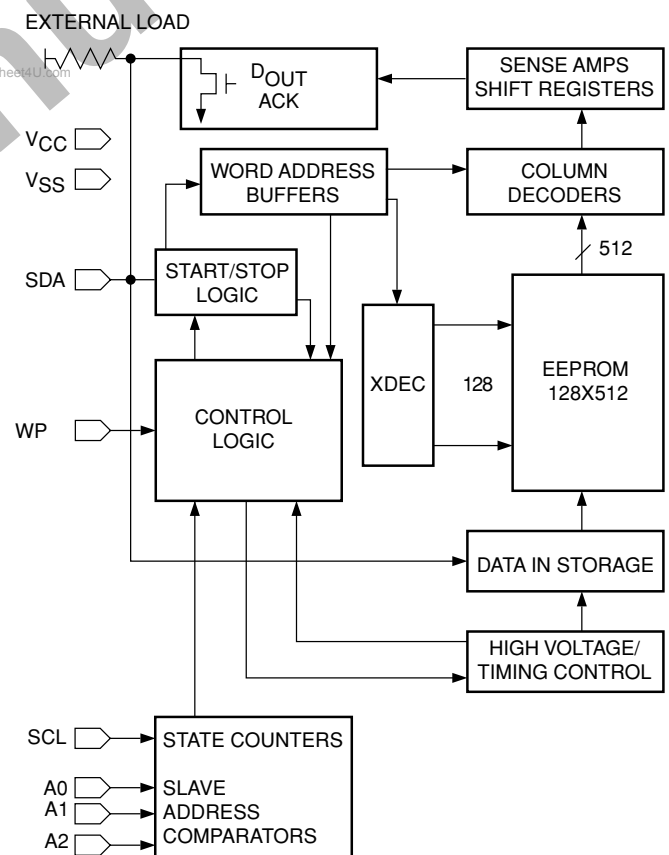 EXTERNAL LOAD
heet4U.com
DOUT
ACK
SENSE AMPS
SHIFT REGISTERS
VCC
VSS
WORD ADDRESS
BUFFERS
COLUMN
DECODERS
512
SDA
START/STOP
LOGIC
XDEC
128
EEPROM
128X512
WP
CONTROL
LOGIC
DATA IN STORAGE
HIGH VOLTAGE/
TIMING CONTROL
SCL
STATE COUNTERS
A0
SLAVE
A1
ADDRESS
A2
COMPARATORS